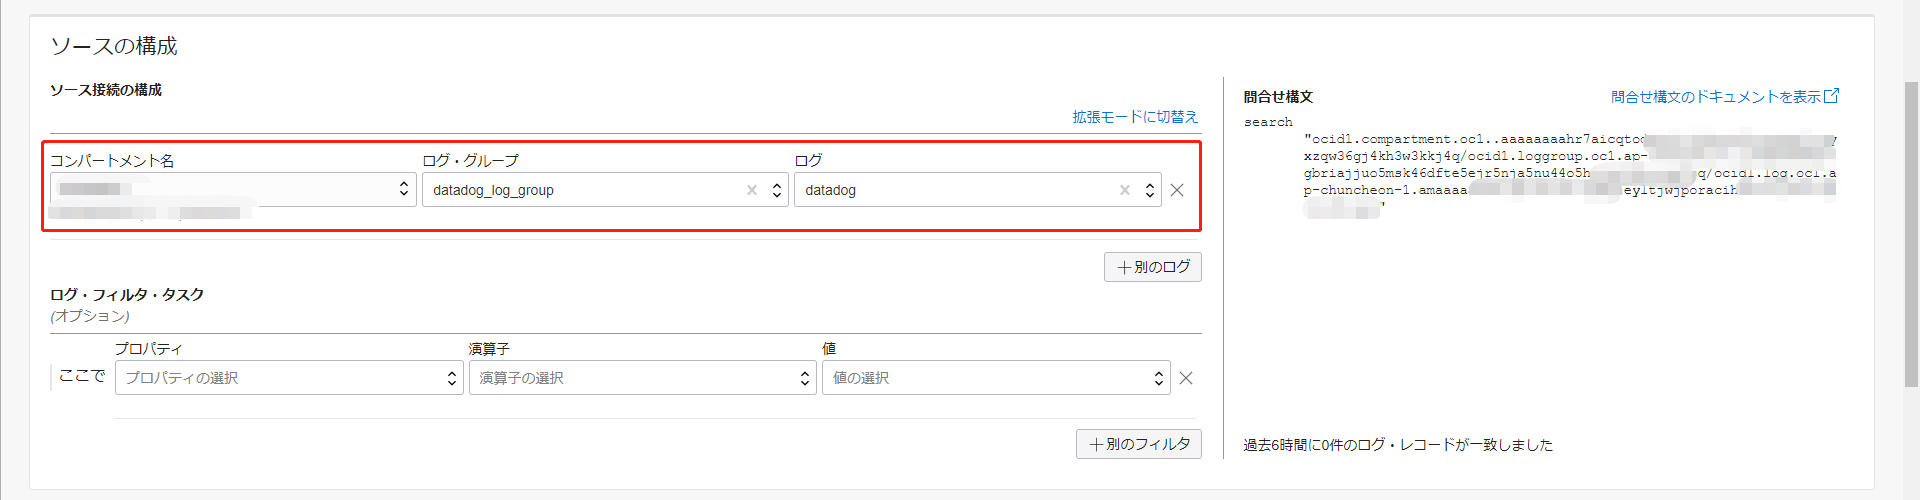 ソースの構成
ソース接続の構成
拡張モードに切替え
コンパートメント名
ログ・グループ
ログ
datadog_log_group
datadog
＋別のログ
ログ・フィルタ・タスク
(オプション)
プロパティ
演算子
値
ここで
プロパティの選択
演算子の選択
値の選択
＋別のフィルタ
問合せ構文
問合せ構文のドキュメントを表示
search
"ocid1.compartment.oc1..aaaaaaaahr7aicqtod y
xzqw36gj4kh3w3kkj4q/ocid1.loggroup.oc1.ap-
gbriajjuo5msk46dfte5ejr5nja5nu44o5h q/ocid1.log.oc1.a
p-chuncheon-1.amaaaa eyltjwjporacih
"
過去6時間に0件のログ・レコードが一致しました